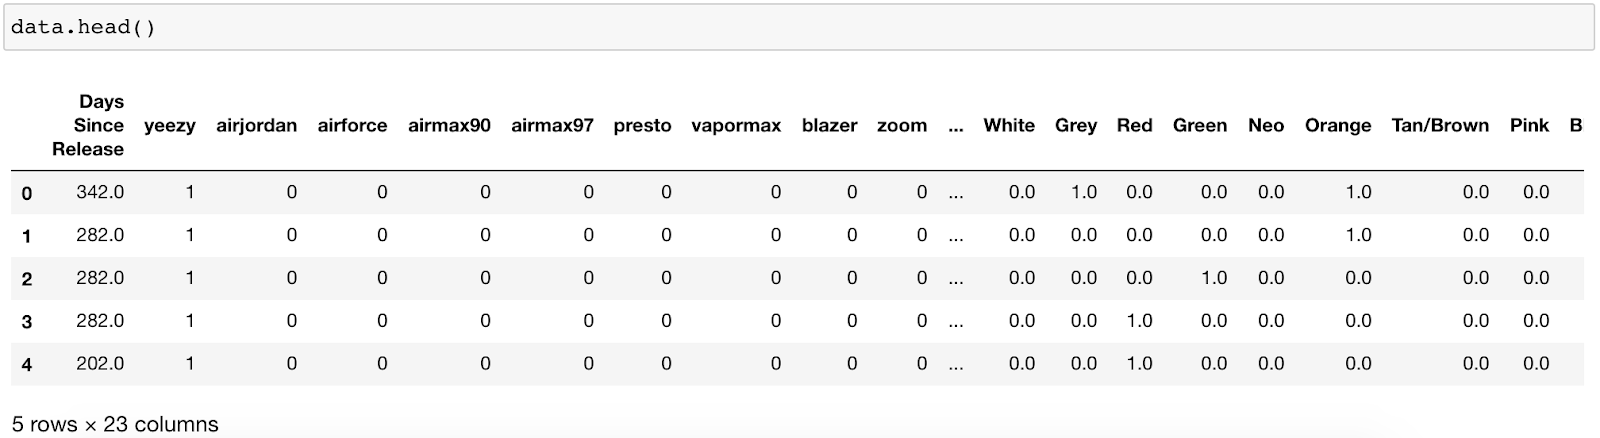 data.head()
Days Since Release yeezy airjordan airforce airmax90 airmax97 presto vapormax blazer zoom ... White Grey Red Green Neo Orange Tan/Brown Pink
0 342.0 1 0 0 0 0 0 0 0 0 ... 0.0 1.0 0.0 0.0 0.0 1.0 0.0 0.0
1 282.0 1 0 0 0 0 0 0 0 0 ... 0.0 0.0 0.0 0.0 0.0 1.0 0.0 0.0
2 282.0 1 0 0 0 0 0 0 0 0 ... 0.0 0.0 0.0 1.0 0.0 0.0 0.0 0.0
3 282.0 1 0 0 0 0 0 0 0 0 ... 0.0 0.0 1.0 0.0 0.0 0.0 0.0 0.0
4 202.0 1 0 0 0 0 0 0 0 0 ... 0.0 0.0 1.0 0.0 0.0 0.0 0.0 0.0
5 rows × 23 columns